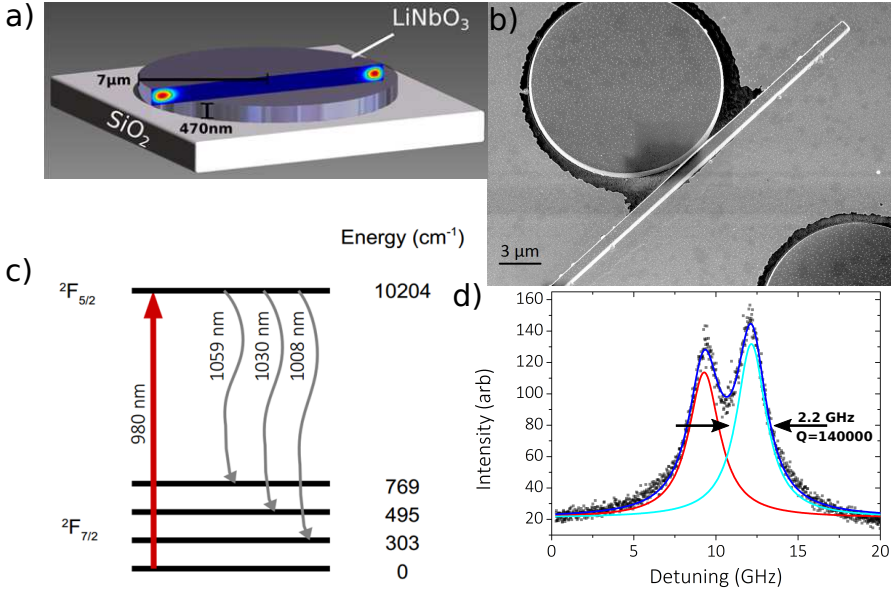 a)
LiNbO₃
7μm
470nm
SiO₂
b)
3 μm
c)
Energy (cm⁻¹)
²F₅/₂
10204
980 nm
1059 nm
1030 nm
1008 nm
769
495
²F₇/₂
303
0
d)
160
140
120
100
80
60
40
20
Intensity (arb)
2.2 GHz
Q=140000
0
5
10
15
20
Detuning (GHz)